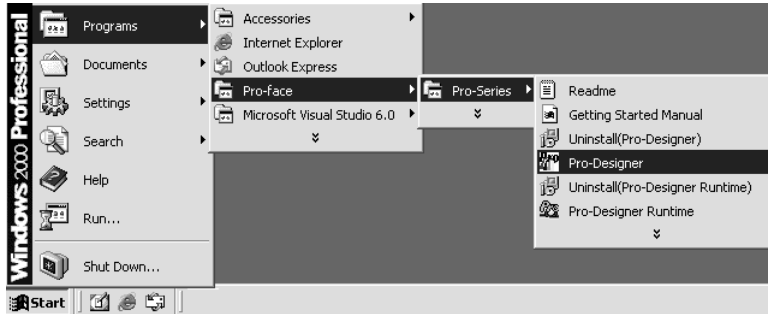 Windows 2000 Professional
Programs
Documents
Settings
Search
Help
Run...
Shut Down...
Accessories
Internet Explorer
Outlook Express
Pro-face
Microsoft Visual Studio 6.0
Pro-Series
Readme
Getting Started Manual
Uninstall(Pro-Designer)
Pro-Designer
Uninstall(Pro-Designer Runtime)
Pro-Designer Runtime
Start